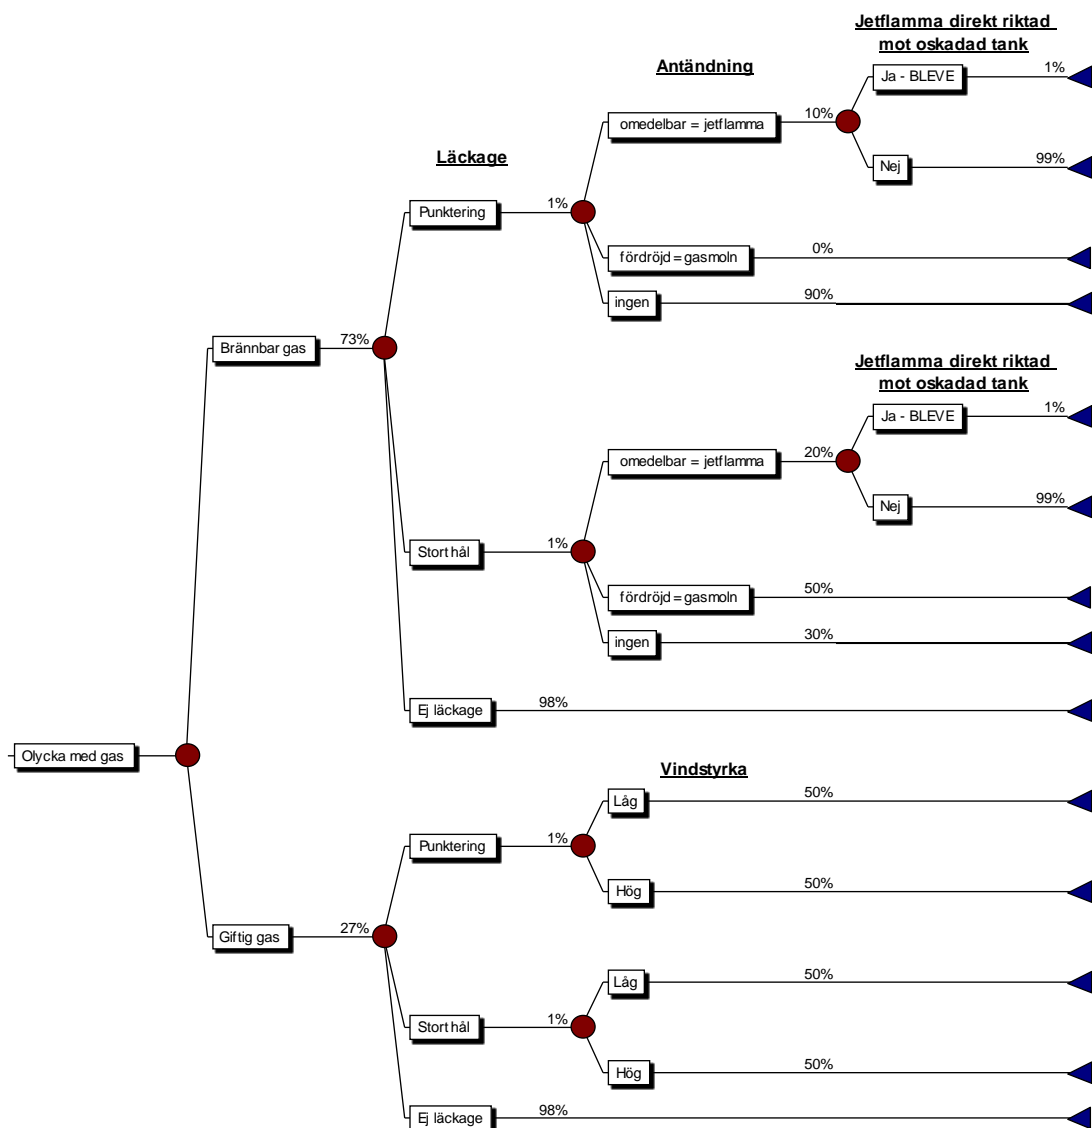 Jetflamma direkt riktad
mot oskadad tank
Antändning
Ja - BLEVE 1%
omedelbar = jetflamma 10%
Läckage
Nej 99%
Punktering 1%
fördröjd = gasmoln 0%
ingen 90%
Brännbar gas 73%
Jetflamma direkt riktad
mot oskadad tank
Ja - BLEVE 1%
omedelbar = jetflamma 20%
Nej 99%
Stort hål 1%
fördröjd = gasmoln 50%
ingen 30%
Ej läckage 98%
Olycka med gas
Vindstyrka
Låg 50%
Punktering 1%
Hög 50%
Giftig gas 27%
Låg 50%
Stort hål 1%
Hög 50%
Ej läckage 98%